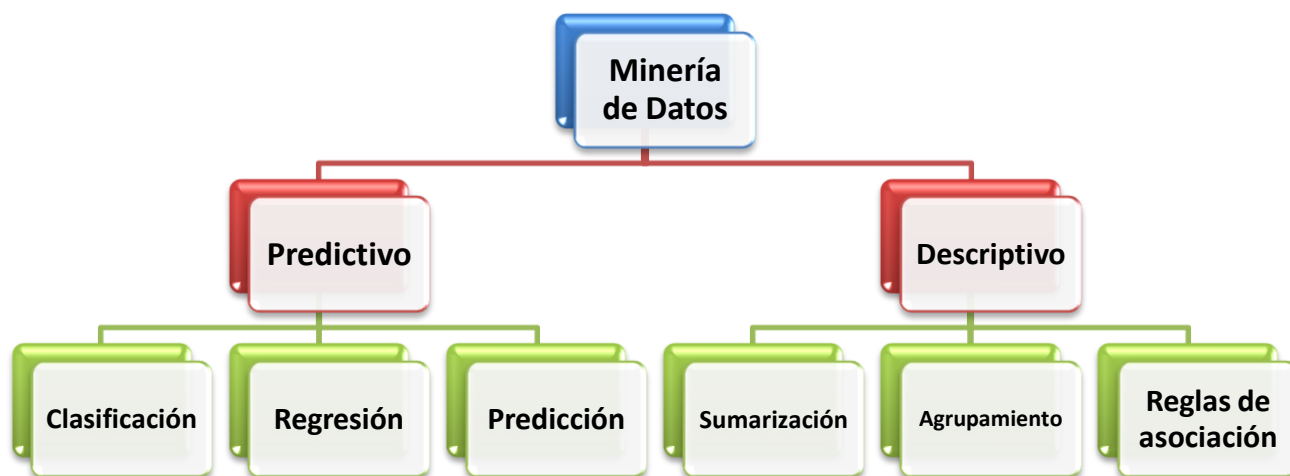 Minería
de Datos
Predictivo
Descriptivo
Clasificación
Regresión
Predicción
Sumarización
Agrupamiento
Reglas de
asociación